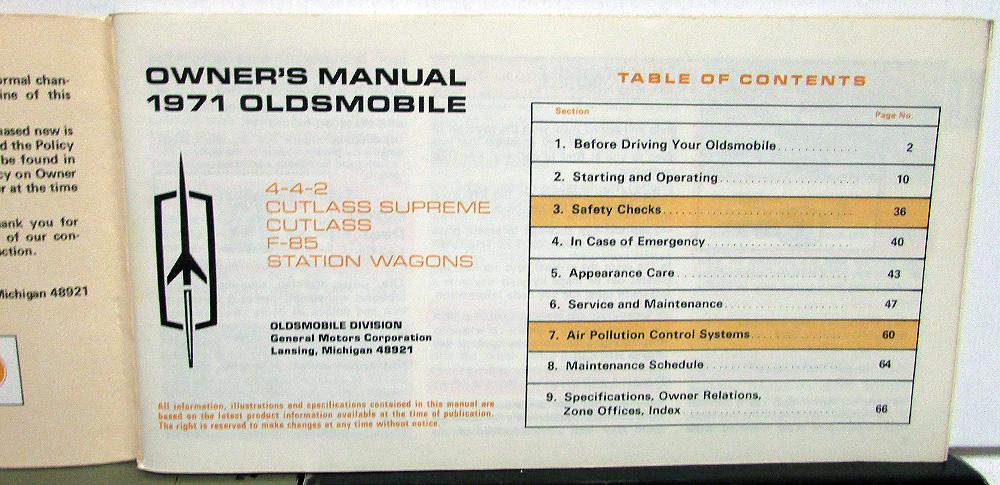 ormal chan-
ine of this
ased new is
d the Policy
be found in
cy on Owner
r at the time
ank you for
of our con-
ction.
Michigan 48921
OWNER'S MANUAL
1971 OLDSMOBILE
4-4-2
CUTLASS SUPREME
CUTLASS
F-85
STATION WAGONS
OLDSMOBILE DIVISION
General Motors Corporation
Lansing, Michigan 48921
All information, illustrations and specifications contained in this manual are
based on the latest product information available at the time of publication.
The right is reserved to make changes at any time without notice.
TABLE OF CONTENTS
Section Page No.
1. Before Driving Your Oldsmobile............ 2
2. Starting and Operating...................... 10
3. Safety Checks............................... 36
4. In Case of Emergency....................... 40
5. Appearance Care........................... 43
6. Service and Maintenance................... 47
7. Air Pollution Control Systems.............. 60
8. Maintenance Schedule..................... 64
9. Specifications, Owner Relations,
Zone Offices, Index....................... 66